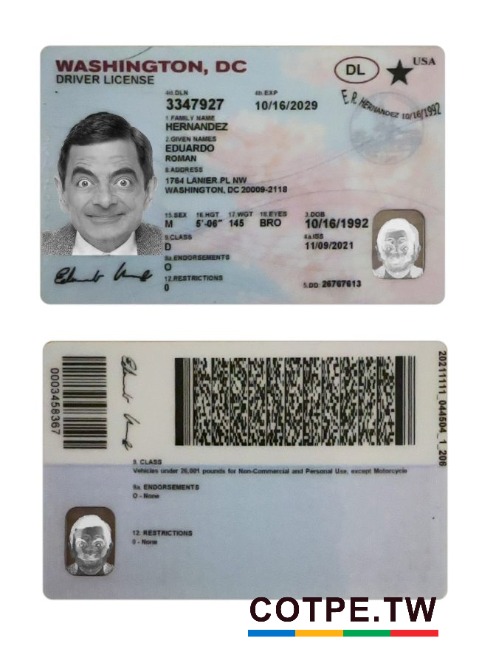 WASHINGTON, DC
DRIVER LICENSE
DL
USA
4d.DLN
3347927
4b.EXP
10/16/2029
E.R. HERNANDEZ 10/16/1992
1.FAMILY NAME
HERNANDEZ
2.GIVEN NAMES
EDUARDO
ROMAN
8.ADDRESS
1764 LANIER PL NW
WASHINGTON, DC 20009-2118
15.SEX 16.HGT 17.WGT 18.EYES 3.DOB
M 5'-06" 145 BRO 10/16/1992
9.CLASS
D
4a.ISS
11/09/2021
9a.ENDORSEMENTS
O
12.RESTRICTIONS
0
5.DD: 26767613
0003458367
20211111_044504_1_206
9. CLASS
Vehicles under 26,001 pounds for Non-Commercial and Personal Use, except Motorcycle
9a. ENDORSEMENTS
O - None
12. RESTRICTIONS
0 - None
COTPE.TW